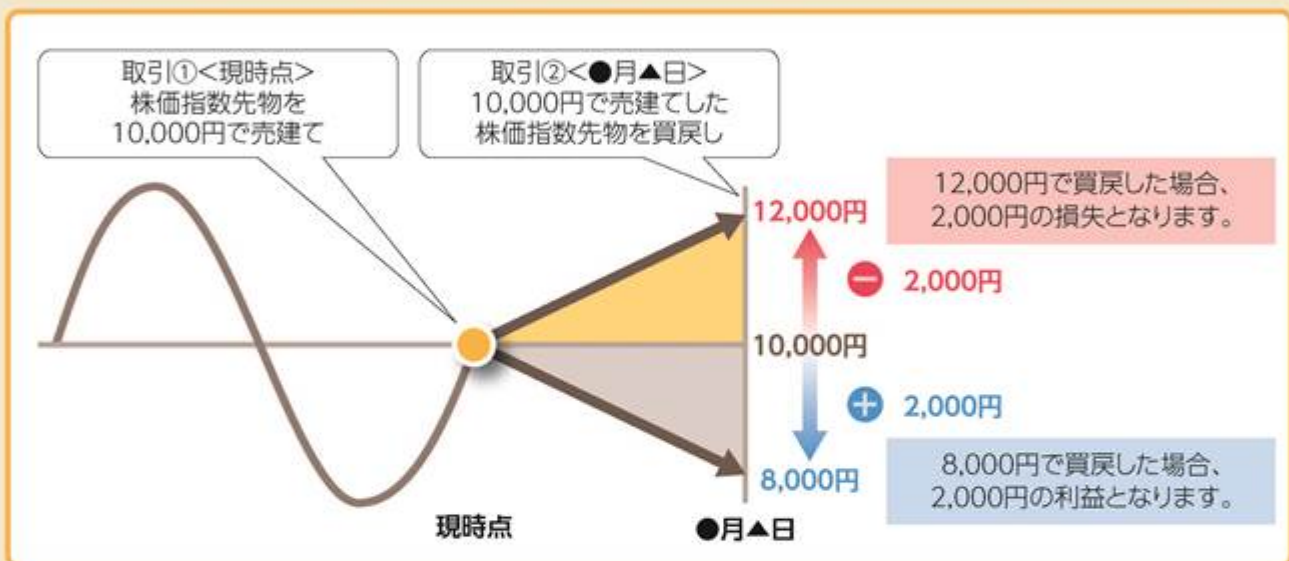 取引①<現時点>
株価指数先物を
10,000円で売建て
取引②<●月▲日>
10,000円で売建てした
株価指数先物を買戻し
12,000円
12,000円で買戻した場合、
2,000円の損失となります。
2,000円
10,000円
2,000円
8,000円
8,000円で買戻した場合、
2,000円の利益となります。
現時点
●月▲日